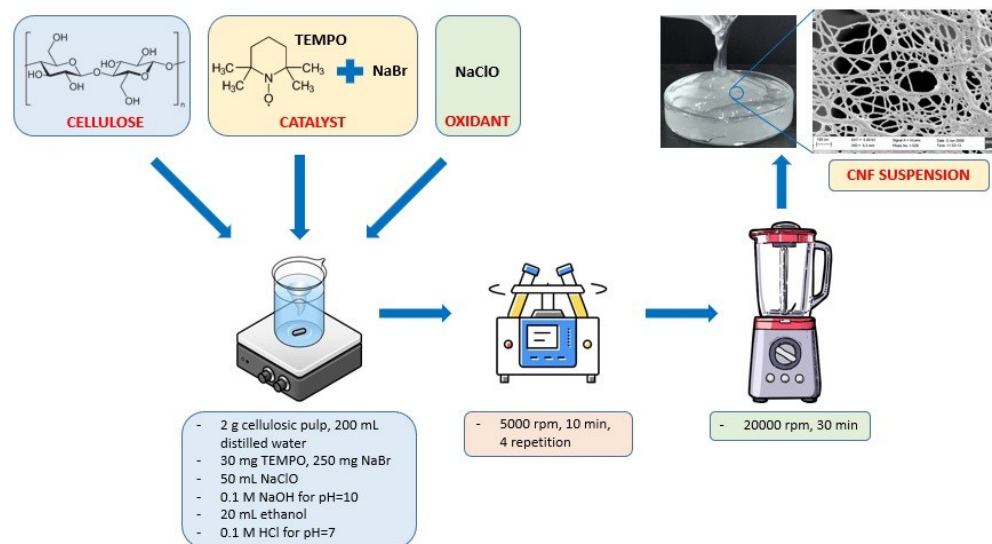 OH
OH
HO
O
O
HO
O
OH
HO
O
OH
n
CELLULOSE
TEMPO
H₃C
CH₃
H₃C
N
CH₃
O
NaBr
CATALYST
NaClO
OXIDANT
CNF SUSPENSION
- 2 g cellulosic pulp, 200 mL
distilled water
- 30 mg TEMPO, 250 mg NaBr
- 50 mL NaClO
- 0.1 M NaOH for pH=10
- 20 mL ethanol
- 0.1 M HCl for pH=7
- 5000 rpm, 10 min,
4 repetition
- 20000 rpm, 30 min